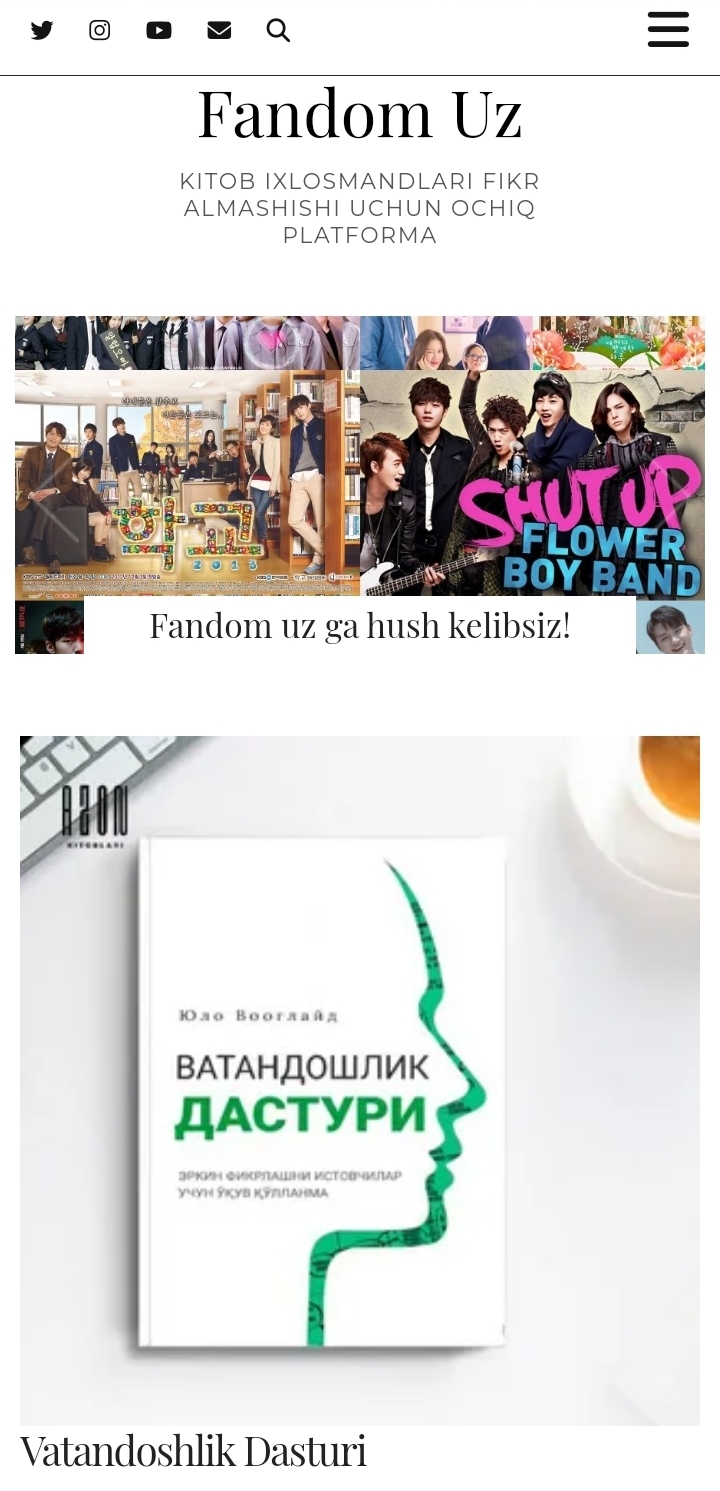 Fandom Uz
KITOB IXLOSMANDLARI FIKR
ALMASHISHI UCHUN OCHIQ
PLATFORMA
학교
2013
SHUT UP
FLOWER
BOY BAND
NETFLIX
Fandom uz ga hush kelibsiz!
AZON
KITOBLARI
Юло Вооглайд
ВАТАНДОШЛИК
ДАСТУРИ
ЭРКИН ФИКРЛАШНИ ИСТОВЧИЛАР
УЧУН ЎҚУВ ҚЎЛЛАНМА
Vatandoshlik Dasturi